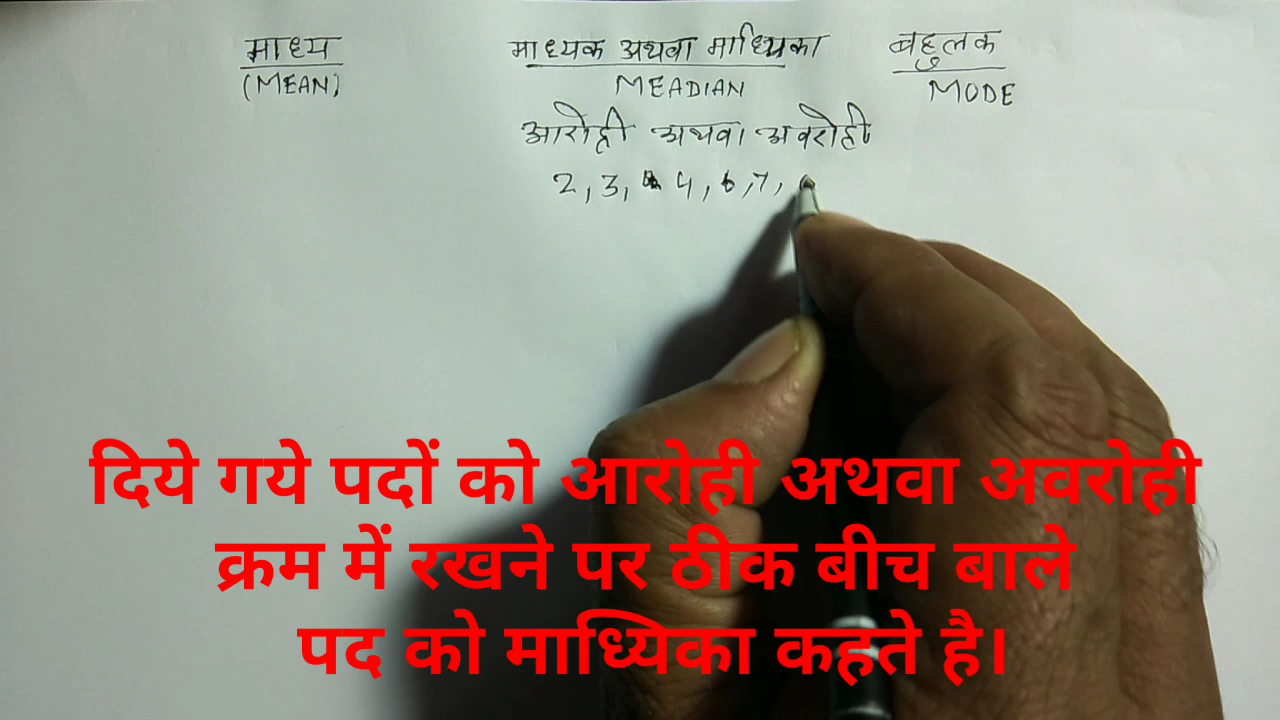 माध्य माध्यक अथवा माध्यिका बहुलक
(MEAN) MEADIAN MODE
आरोही अथवा अवरोही
2, 3, 4, 6, 7,
दिये गये पदों को आरोही अथवा अवरोही
क्रम में रखने पर ठीक बीच बाले
पद को माध्यिका कहते है।